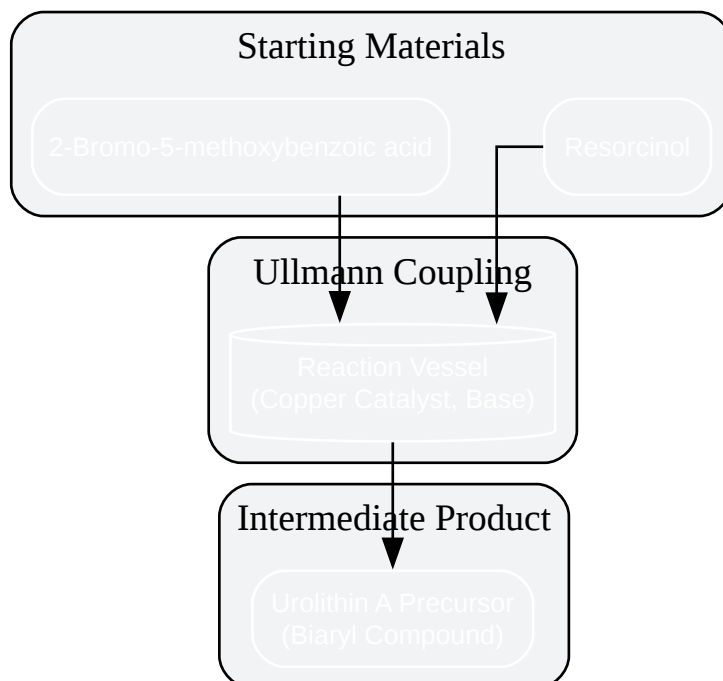 Starting Materials
2-Bromo-5-methoxybenzoic acid
Resorcinol
Ullmann Coupling
Reaction Vessel
(Copper Catalyst, Base)
Intermediate Product
Urolithin A Precursor
(Biaryl Compound)